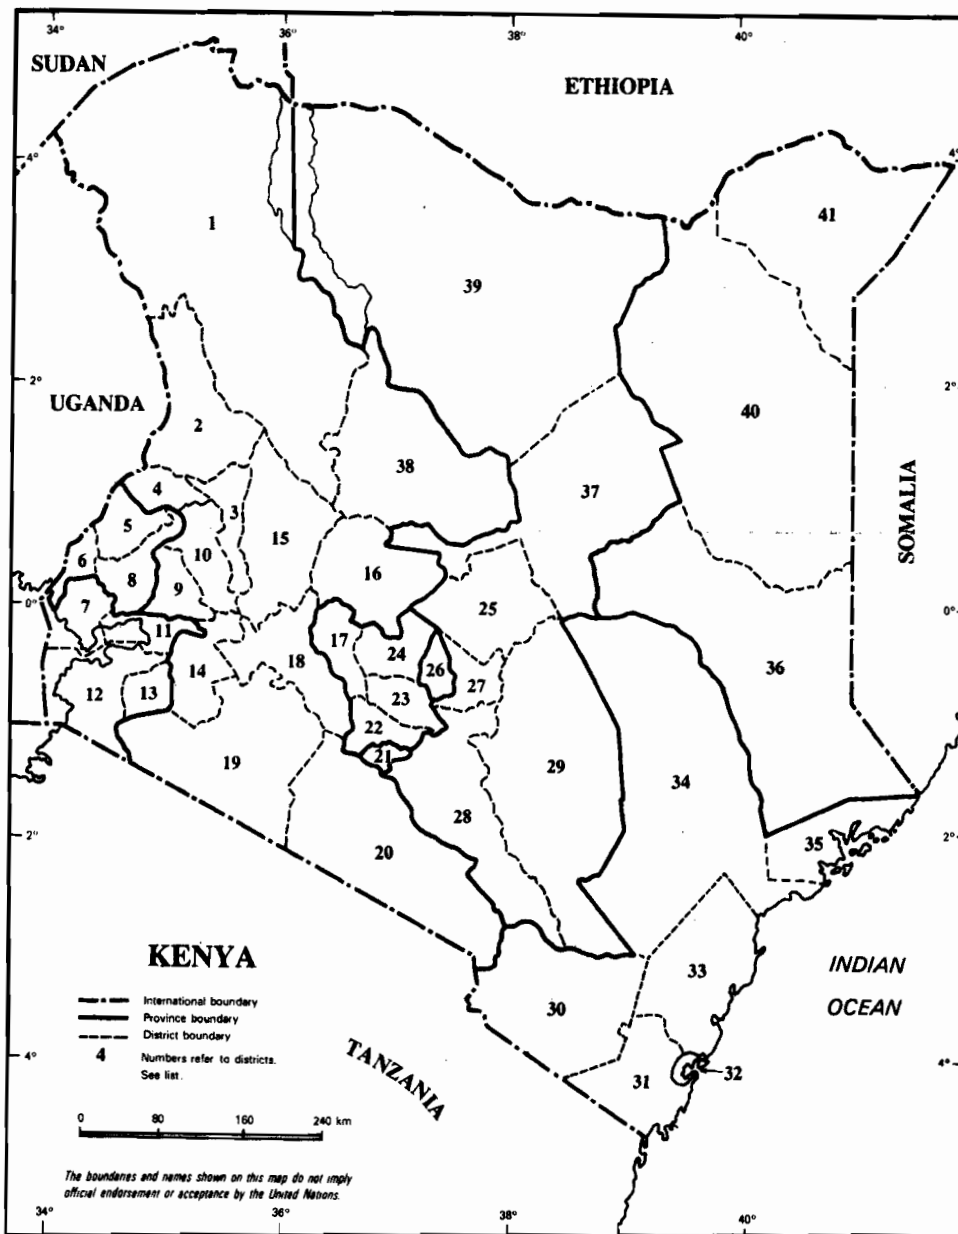 34° 36° 38° 40°
SUDAN
ETHIOPIA
4° 4°
41
1
39
2° 2°
UGANDA
40
2
38
4
37
3
5
SOMALIA
15
10
6
16
8
9
7
0° 0°
25
11
17
24
36
18
26
14
27
12
13
23
22
21
19
29
34
28
35
2° 2°
20
KENYA
33
INDIAN
OCEAN
30
International boundary
Province boundary
District boundary
4 Numbers refer to districts.
See list.
TANZANIA
4° 4°
31
32
0 80 160 240 km
The boundaries and names shown on this map do not imply
official endorsement or acceptance by the United Nations.
34° 36° 38° 40°